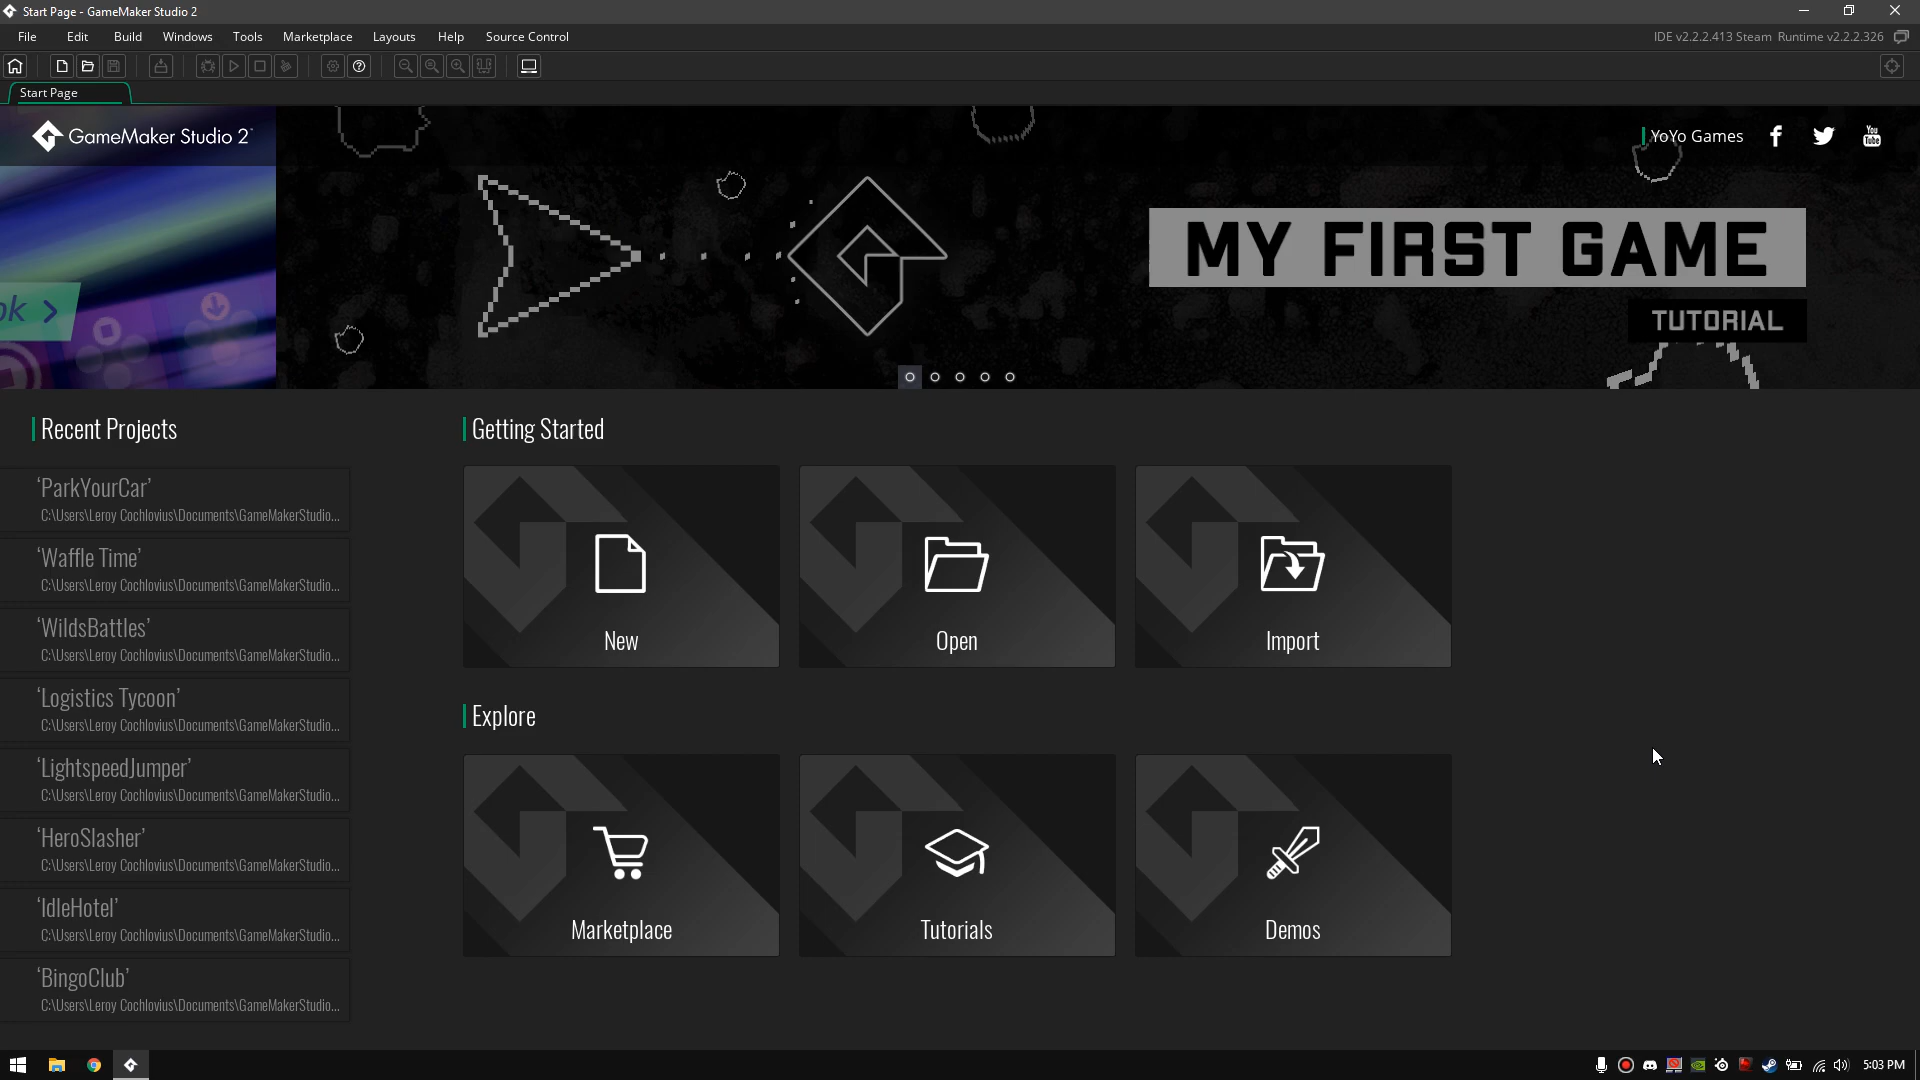 Start Page - GameMaker Studio 2
File Edit Build Windows Tools Marketplace Layouts Help Source Control
IDE v2.2.2.413 Steam Runtime v2.2.2.326
Start Page
GameMaker Studio 2
YoYo Games
You Tube
MY FIRST GAME
TUTORIAL
ok
Recent Projects
‘ParkYourCar’
C:\Users\Leroy Cochlovius\Documents\GameMakerStudio...
‘Waffle Time’
C:\Users\Leroy Cochlovius\Documents\GameMakerStudio...
‘WildsBattles’
C:\Users\Leroy Cochlovius\Documents\GameMakerStudio...
‘Logistics Tycoon’
C:\Users\Leroy Cochlovius\Documents\GameMakerStudio...
‘LightspeedJumper’
C:\Users\Leroy Cochlovius\Documents\GameMakerStudio...
‘HeroSlasher’
C:\Users\Leroy Cochlovius\Documents\GameMakerStudio...
‘IdleHotel’
C:\Users\Leroy Cochlovius\Documents\GameMakerStudio...
‘BingoClub’
C:\Users\Leroy Cochlovius\Documents\GameMakerStudio...
Getting Started
New
Open
Import
Explore
Marketplace
Tutorials
Demos
5:03 PM